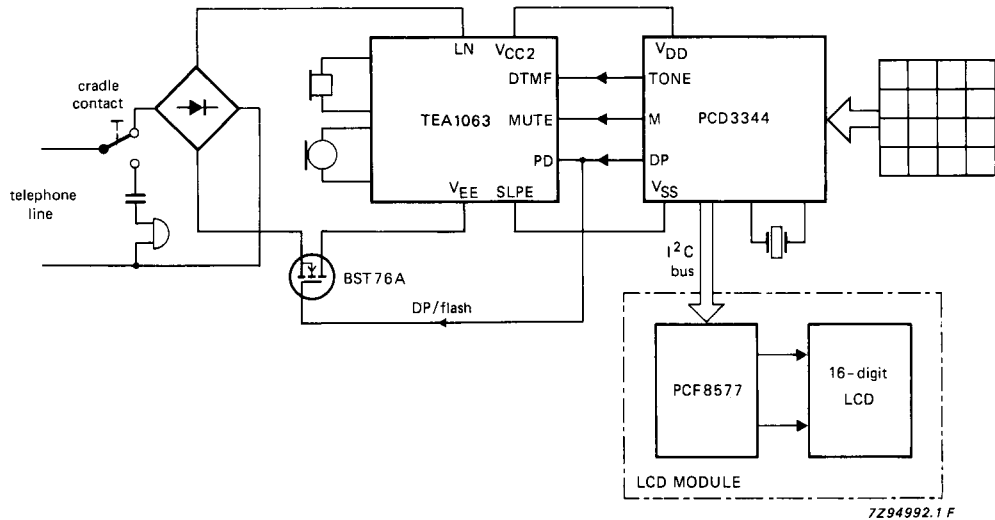 LN
VCC2
VDD
DTMF
TONE
cradle
contact
TEA1063
MUTE
M
PCD3344
PD
DP
VEE
SLPE
VSS
telephone
line
I²C
bus
BST76A
DP/flash
PCF8577
16-digit
LCD
LCD MODULE
7Z94992.1 F